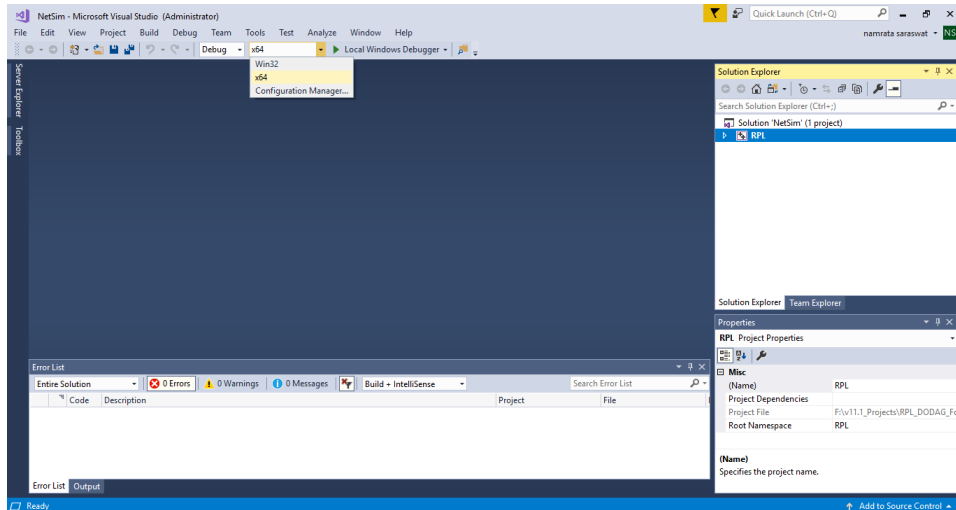 NetSim - Microsoft Visual Studio (Administrator)
Quick Launch (Ctrl+Q)
File Edit View Project Build Debug Team Tools Test Analyze Window Help
namrata saraswat NS
Debug x64 Local Windows Debugger
Win32
x64
Configuration Manager...
Server Explorer
Toolbox
Solution Explorer
Search Solution Explorer (Ctrl+;)
Solution 'NetSim' (1 project)
RPL
Solution Explorer Team Explorer
Properties
RPL Project Properties
Misc
(Name) RPL
Project Dependencies
Project File F:\v11.1_Projects\RPL_DODAG_Fo
Root Namespace RPL
(Name)
Specifies the project name.
Error List
Entire Solution 0 Errors 0 Warnings 0 Messages Build + IntelliSense Search Error List
Code Description Project File
Error List Output
Ready Add to Source Control